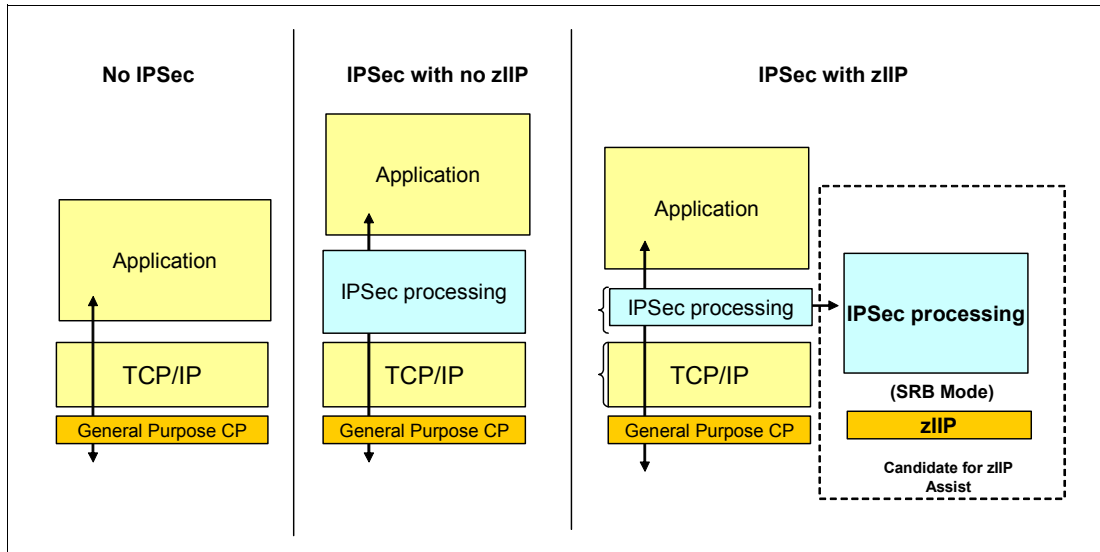 No IPSec
Application
TCP/IP
General Purpose CP
IPSec with no zIIP
Application
IPSec processing
TCP/IP
General Purpose CP
IPSec with zIIP
Application
IPSec processing
TCP/IP
General Purpose CP
IPSec processing
(SRB Mode)
zIIP
Candidate for zIIP
Assist